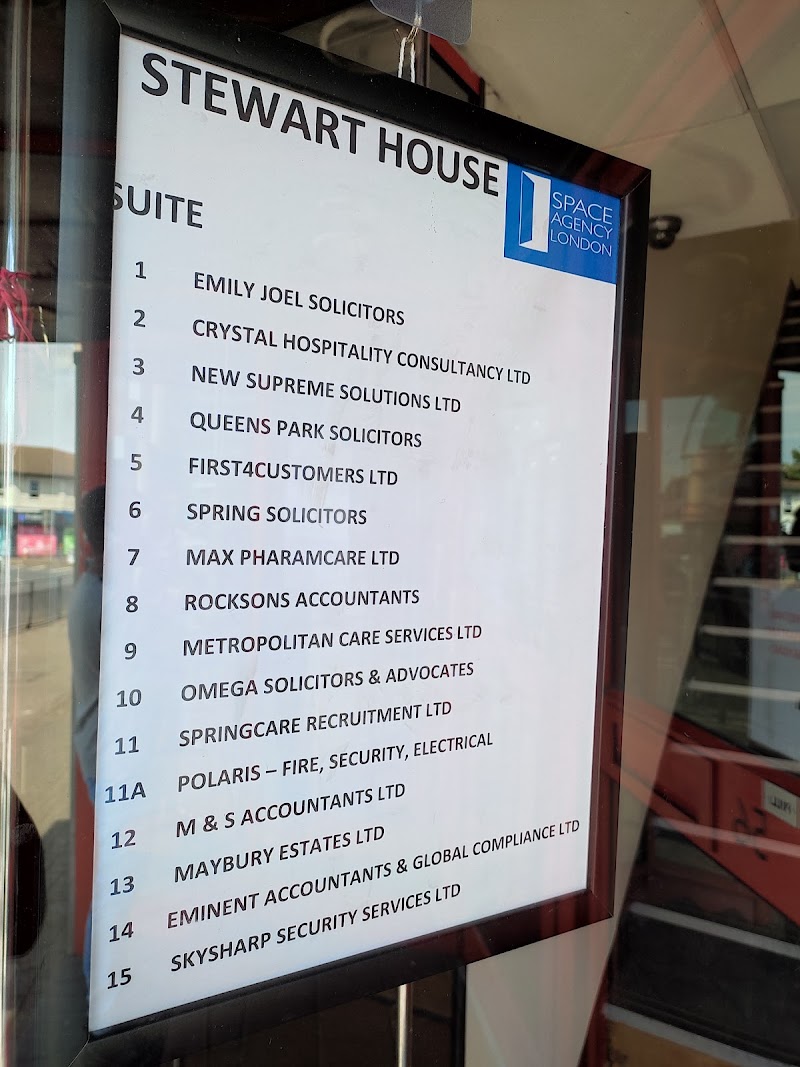 STEWART HOUSE
SPACE
AGENCY
LONDON
SUITE
1 EMILY JOEL SOLICITORS
2 CRYSTAL HOSPITALITY CONSULTANCY LTD
3 NEW SUPREME SOLUTIONS LTD
4 QUEENS PARK SOLICITORS
5 FIRST4CUSTOMERS LTD
6 SPRING SOLICITORS
7 MAX PHARAMCARE LTD
8 ROCKSONS ACCOUNTANTS
9 METROPOLITAN CARE SERVICES LTD
10 OMEGA SOLICITORS & ADVOCATES
11 SPRINGCARE RECRUITMENT LTD
11A POLARIS – FIRE, SECURITY, ELECTRICAL
12 M & S ACCOUNTANTS LTD
13 MAYBURY ESTATES LTD
14 EMINENT ACCOUNTANTS & GLOBAL COMPLIANCE LTD
15 SKYSHARP SECURITY SERVICES LTD